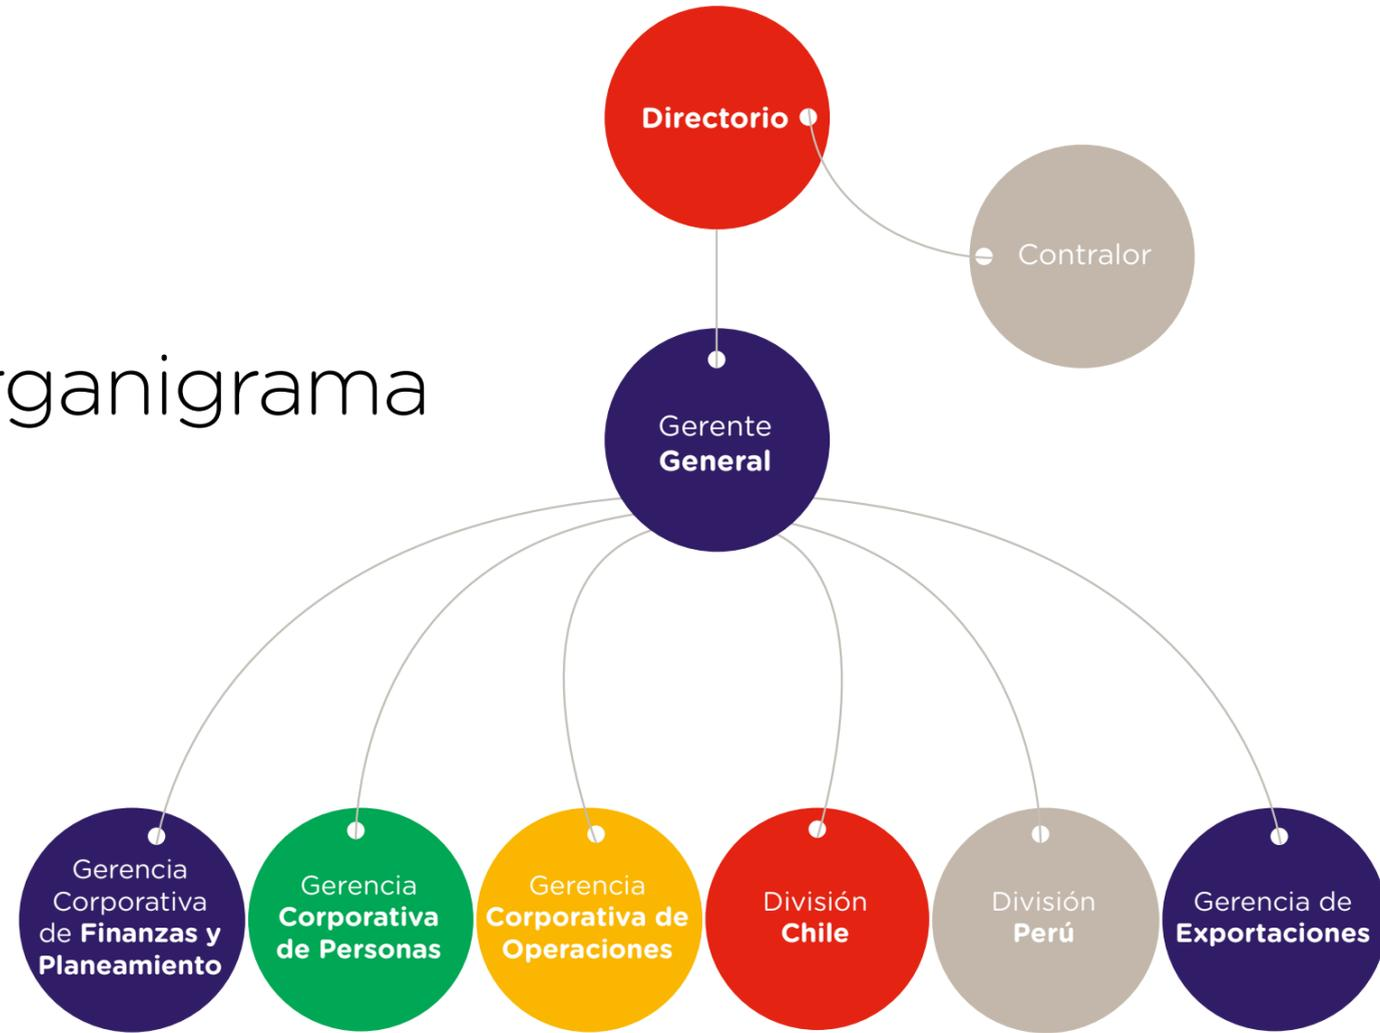 Directorio
Contralor
rganigrama
Gerente
General
Gerencia
Corporativa
de Finanzas y
Planeamiento
Gerencia
Corporativa
de Personas
Gerencia
Corporativa de
Operaciones
División
Chile
División
Perú
Gerencia de
Exportaciones